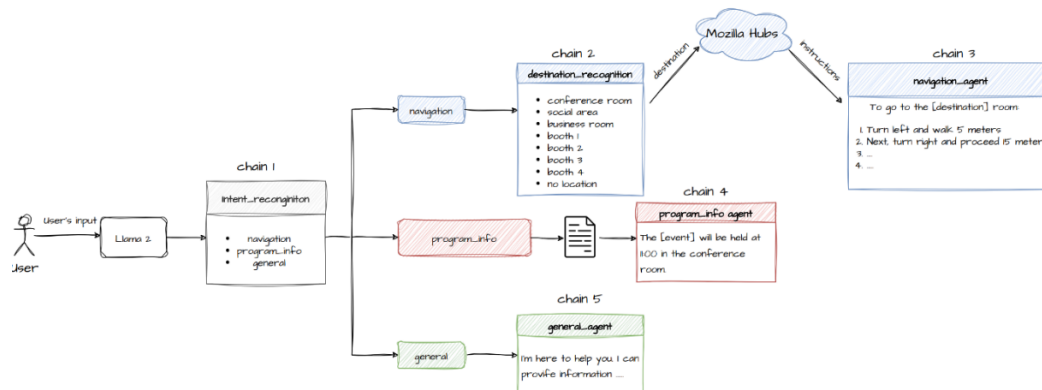 Mozilla Hubs
destination
instructions
chain 2
destination_recognition
• conference room
• social area
• business room
• booth 1
• booth 2
• booth 3
• booth 4
• no location
chain 3
navigation_agent
To go to the [destination] room:
1. Turn left and walk 5 meters
2. Next, turn right and proceed 15 meter
3. ...
4. ...
navigation
chain 1
intent_recognginiton
• navigation
• program_info
• general
User's input
Llama 2
user
program_info
chain 4
program_info agent
The [event] will be held at
11:00 in the conference
room.
chain 5
general
general_agent
I'm here to help you. I can
provife information ....